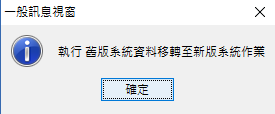 一般訊息視窗
執行 舊版系統資料移轉至新版系統作業
確定